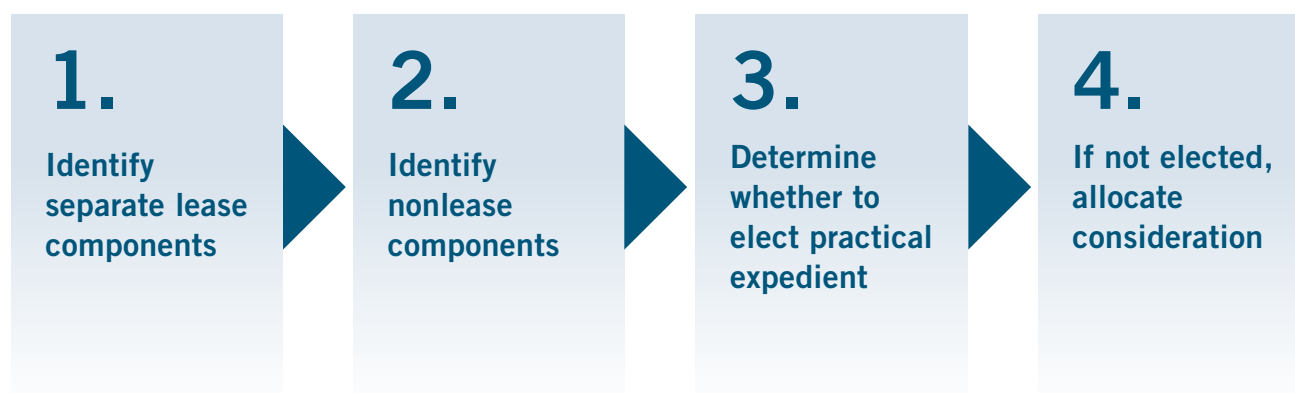 1.
Identify
separate lease
components
2.
Identify
nonlease
components
3.
Determine
whether to
elect practical
expedient
4.
If not elected,
allocate
consideration